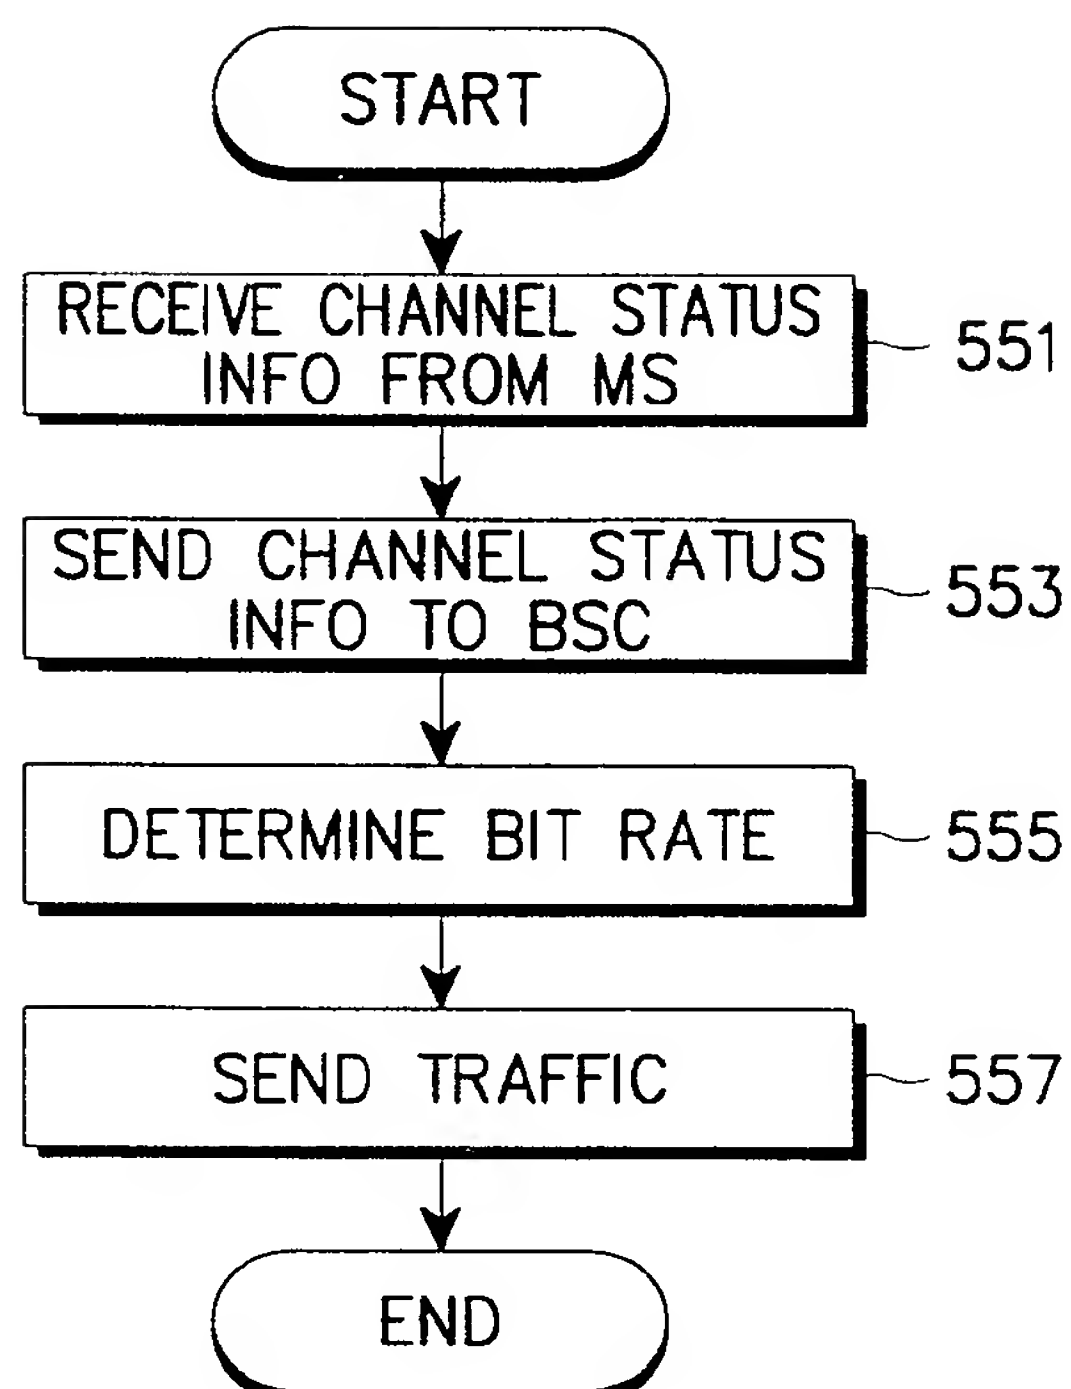 START
RECEIVE CHANNEL STATUS
INFO FROM MS
551
SEND CHANNEL STATUS
INFO TO BSC
553
DETERMINE BIT RATE
555
SEND TRAFFIC
557
END